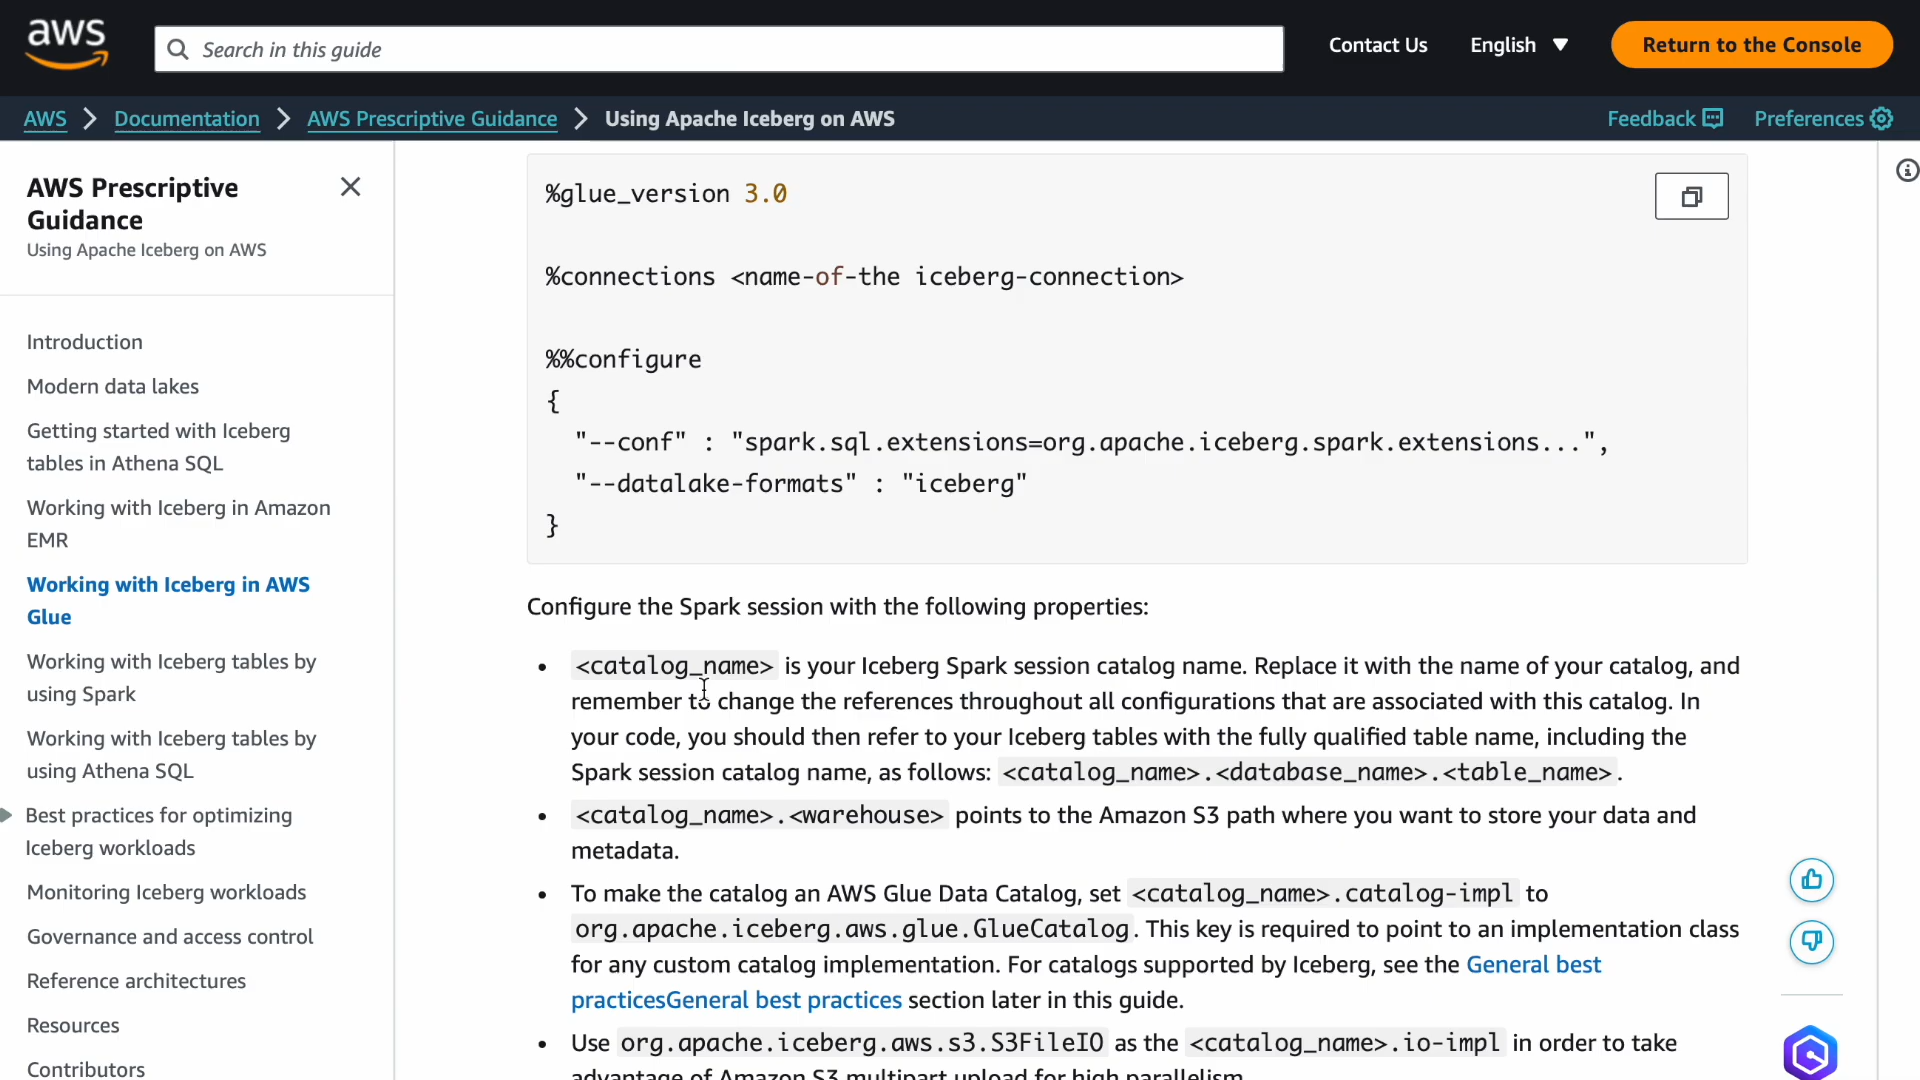 aws
Search in this guide
Contact Us
English
Return to the Console
AWS
Documentation
AWS Prescriptive Guidance
Using Apache Iceberg on AWS
Feedback
Preferences
AWS Prescriptive
Guidance
Using Apache Iceberg on AWS
Introduction
Modern data lakes
Getting started with Iceberg
tables in Athena SQL
Working with Iceberg in Amazon
EMR
Working with Iceberg in AWS
Glue
Working with Iceberg tables by
using Spark
Working with Iceberg tables by
using Athena SQL
Best practices for optimizing
Iceberg workloads
Monitoring Iceberg workloads
Governance and access control
Reference architectures
Resources
Contributors
%glue_version 3.0
%connections <name-of-the iceberg-connection>
%%configure
{
"--conf" : "spark.sql.extensions=org.apache.iceberg.spark.extensions...",
"--datalake-formats" : "iceberg"
}
Configure the Spark session with the following properties:
• <catalog_name> is your Iceberg Spark session catalog name. Replace it with the name of your catalog, and
remember to change the references throughout all configurations that are associated with this catalog. In
your code, you should then refer to your Iceberg tables with the fully qualified table name, including the
Spark session catalog name, as follows: <catalog_name>.<database_name>.<table_name>.
• <catalog_name>.<warehouse> points to the Amazon S3 path where you want to store your data and
metadata.
• To make the catalog an AWS Glue Data Catalog, set <catalog_name>.catalog-impl to
org.apache.iceberg.aws.glue.GlueCatalog. This key is required to point to an implementation class
for any custom catalog implementation. For catalogs supported by Iceberg, see the General best
practicesGeneral best practices section later in this guide.
• Use org.apache.iceberg.aws.s3.S3FileIO as the <catalog_name>.io-impl in order to take
advantage of Amazon S3 multipart upload for high parallelism.